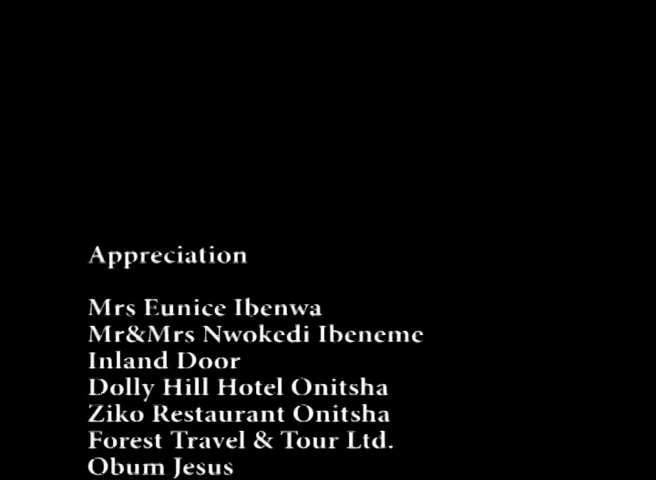 Appreciation
Mrs Eunice Ibenwa
Mr&Mrs Nwokedi Ibeneme
Inland Door
Dolly Hill Hotel Onitsha
Ziko Restaurant Onitsha
Forest Travel & Tour Ltd.
Obum Jesus